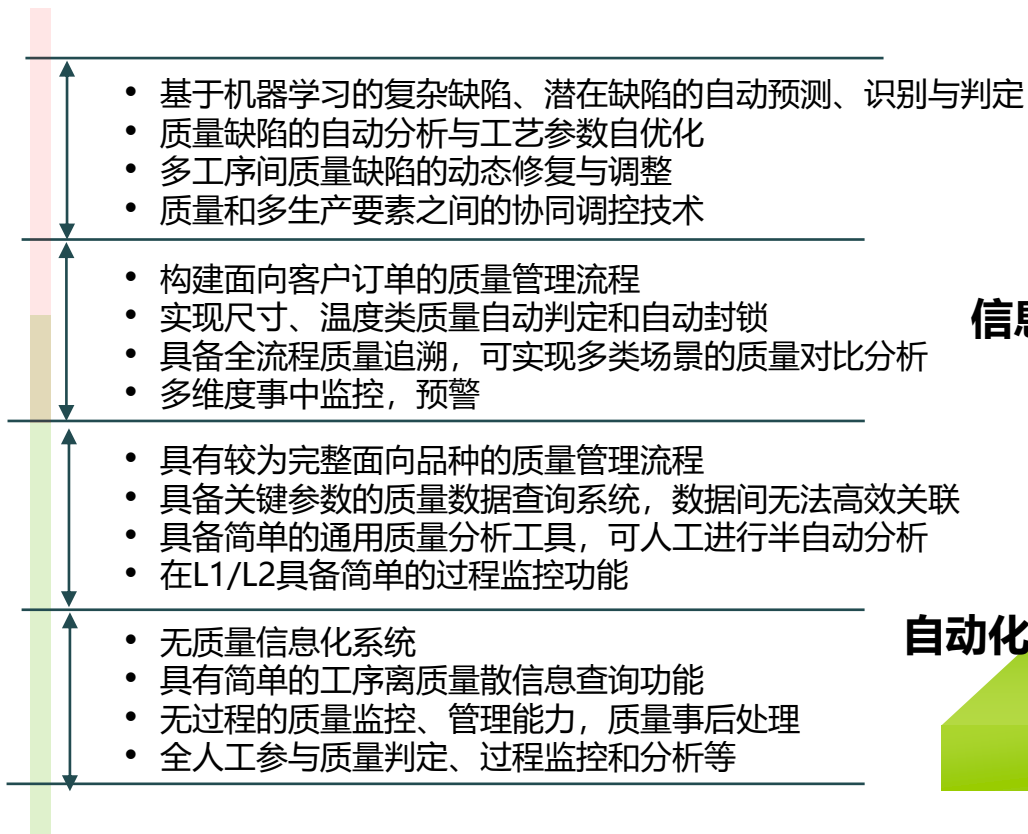 • 基于机器学习的复杂缺陷、潜在缺陷的自动预测、识别与判定
• 质量缺陷的自动分析与工艺参数自优化
• 多工序间质量缺陷的动态修复与调整
• 质量和多生产要素之间的协同调控技术
• 构建面向客户订单的质量管理流程
• 实现尺寸、温度类质量自动判定和自动封锁
• 具备全流程质量追溯，可实现多类场景的质量对比分析
• 多维度事中监控，预警
信息
• 具有较为完整面向品种的质量管理流程
• 具备关键参数的质量数据查询系统，数据间无法高效关联
• 具备简单的通用质量分析工具，可人工进行半自动分析
• 在L1/L2具备简单的过程监控功能
自动化
• 无质量信息化系统
• 具有简单的工序离质量散信息查询功能
• 无过程的质量监控、管理能力，质量事后处理
• 全人工参与质量判定、过程监控和分析等